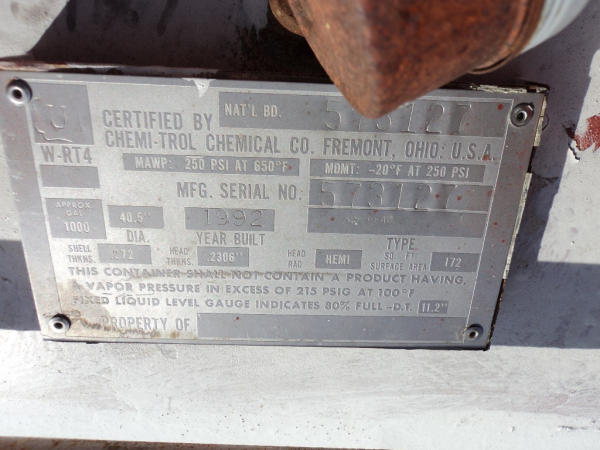 U
NAT'L BD.
CERTIFIED BY
CHEMI-TROL CHEMICAL CO. FREMONT, OHIO: U.S.A.
W-RT4
MAWP: 250 PSI AT 650°F
MDMT: -20°F AT 250 PSI
MFG. SERIAL NO:
APPROX GAL 1000
40.5" DIA.
1992 YEAR BUILT
TYPE.
SHELL THKNS. .272
HEAD THKNS. .2306"
HEAD RAD HEMI
SQ FT SURFACE AREA 172
THIS CONTAINER SHALL NOT CONTAIN A PRODUCT HAVING
A VAPOR PRESSURE IN EXCESS OF 215 PSIG AT 100°F
FIXED LIQUID LEVEL GAUGE INDICATES 80% FULL -D.T. 11.2"
PROPERTY OF